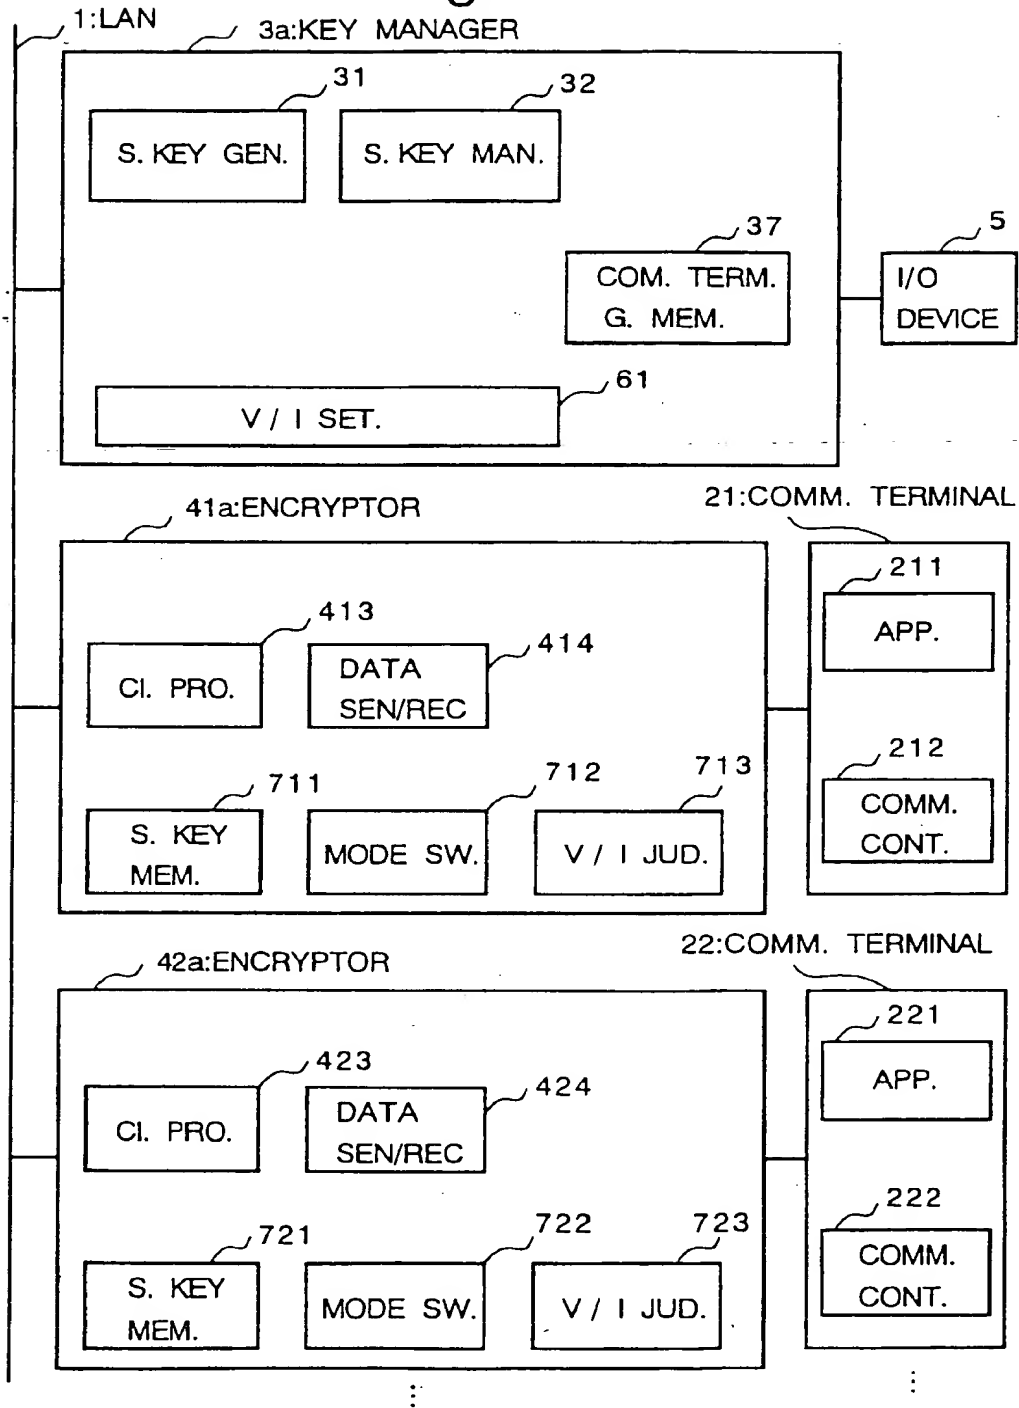 1:LAN
3a:KEY MANAGER
31
32
S. KEY GEN.
S. KEY MAN.
37
5
COM. TERM.
G. MEM.
I/O
DEVICE
61
V / I SET.
41a:ENCRYPTOR
21:COMM. TERMINAL
413
414
211
CI. PRO.
DATA
SEN/REC
APP.
711
712
713
212
S. KEY
MEM.
MODE SW.
V / I JUD.
COMM.
CONT.
42a:ENCRYPTOR
22:COMM. TERMINAL
423
424
221
CI. PRO.
DATA
SEN/REC
APP.
721
722
723
222
S. KEY
MEM.
MODE SW.
V / I JUD.
COMM.
CONT.